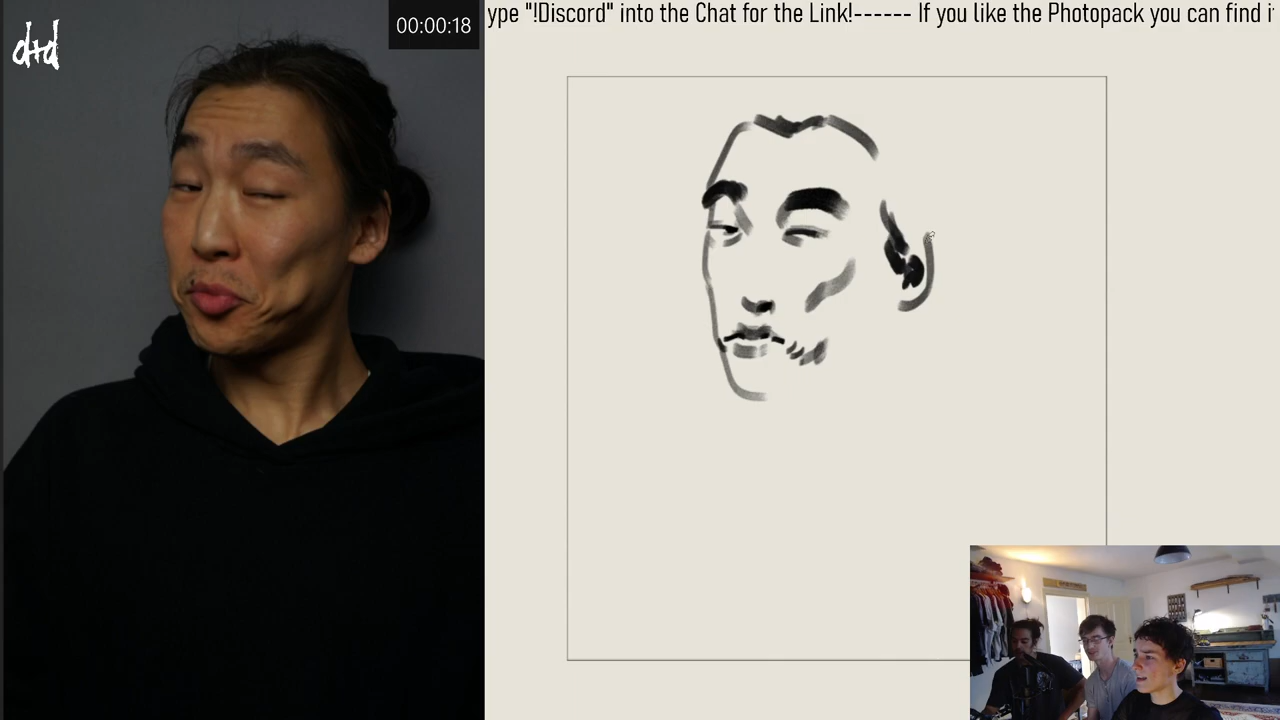 d+d
00:00:18
ype "!Discord" into the Chat for the Link!------ If you like the Photopack you can find i